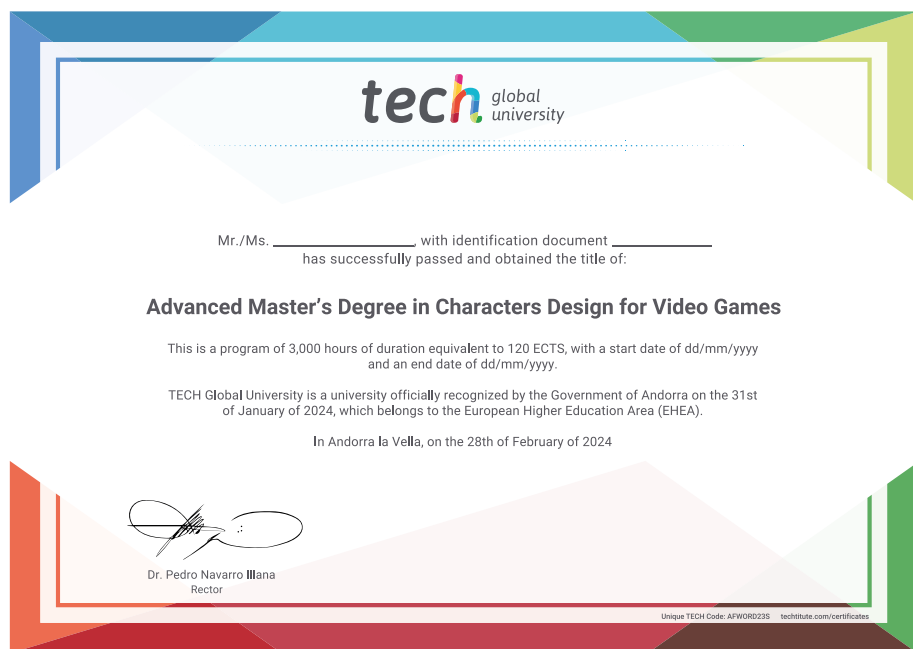 tech global university
Mr./Ms. ____________, with identification document ____________
has successfully passed and obtained the title of:
Advanced Master’s Degree in Characters Design for Video Games
This is a program of 3,000 hours of duration equivalent to 120 ECTS, with a start date of dd/mm/yyyy
and an end date of dd/mm/yyyy.
TECH Global University is a university officially recognized by the Government of Andorra on the 31st
of January of 2024, which belongs to the European Higher Education Area (EHEA).
In Andorra la Vella, on the 28th of February of 2024
Dr. Pedro Navarro Illana
Rector
Unique TECH Code: AFWORD23S techtitute.com/certificates